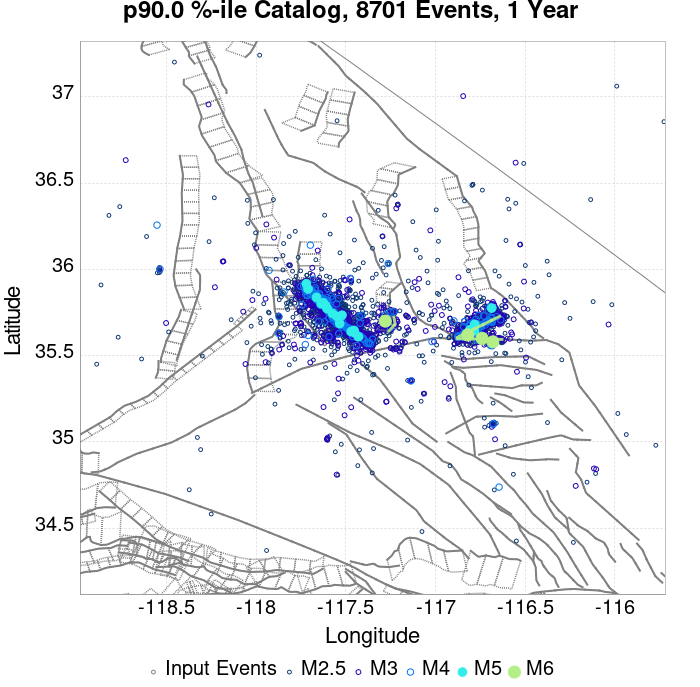 p90.0 %-ile Catalog, 8701 Events, 1 Year
37
36.5
36
35.5
35
34.5
Latitude
-118.5 -118 -117.5 -117 -116.5 -116
Longitude
Input Events M2.5 M3 M4 M5 M6